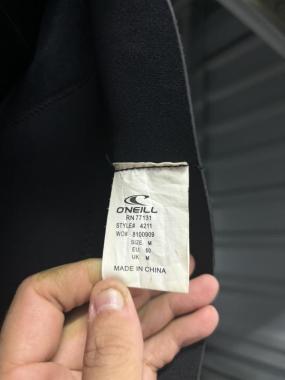 O'NEILL
RN 77131
STYLE# 4211
WO# 8100909
SIZE: M
EU: 50
UK: M
MADE IN CHINA